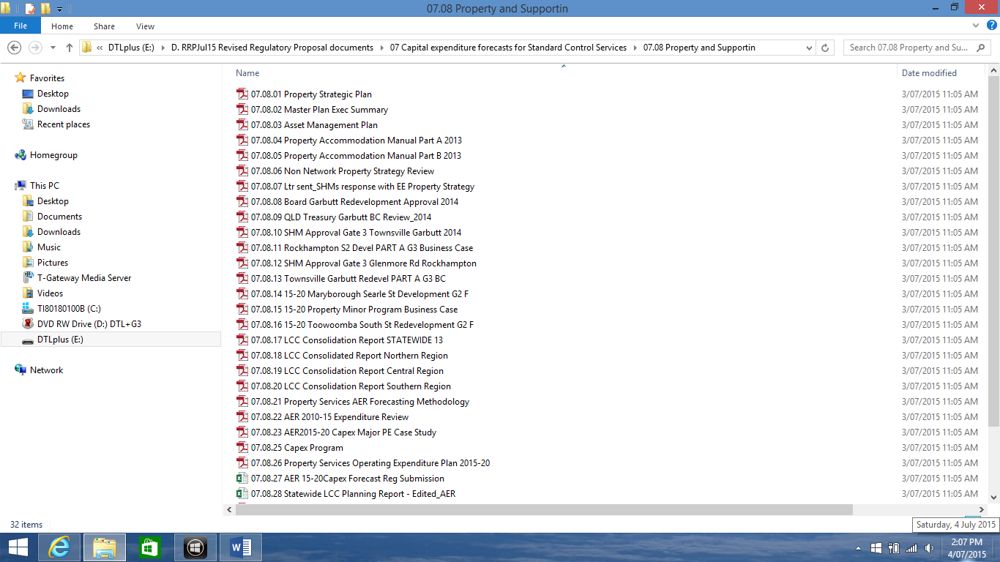 07.08 Property and Supportin
File Home Share View
« DTLplus (E:) D. RRPJul15 Revised Regulatory Proposal documents 07 Capital expenditure forecasts for Standard Control Services 07.08 Property and Supportin
Search 07.08 Property and Su...
Favorites
Desktop
Downloads
Recent places
Homegroup
This PC
Desktop
Documents
Downloads
Music
Pictures
T-Gateway Media Server
Videos
TI80180100B (C:)
DVD RW Drive (D:) DTL+G3
DTLplus (E:)
Network
Name Date modified
07.08.01 Property Strategic Plan 3/07/2015 11:05 AM
07.08.02 Master Plan Exec Summary 3/07/2015 11:05 AM
07.08.03 Asset Management Plan 3/07/2015 11:05 AM
07.08.04 Property Accommodation Manual Part A 2013 3/07/2015 11:05 AM
07.08.05 Property Accommodation Manual Part B 2013 3/07/2015 11:05 AM
07.08.06 Non Network Property Strategy Review 3/07/2015 11:05 AM
07.08.07 Ltr sent_SHMs response with EE Property Strategy 3/07/2015 11:05 AM
07.08.08 Board Garbutt Redevelopment Approval 2014 3/07/2015 11:05 AM
07.08.09 QLD Treasury Garbutt BC Review_2014 3/07/2015 11:05 AM
07.08.10 SHM Approval Gate 3 Townsville Garbutt 2014 3/07/2015 11:05 AM
07.08.11 Rockhampton S2 Devel PART A G3 Business Case 3/07/2015 11:05 AM
07.08.12 SHM Approval Gate 3 Glenmore Rd Rockhampton 3/07/2015 11:05 AM
07.08.13 Townsville Garbutt Redevel PART A G3 BC 3/07/2015 11:05 AM
07.08.14 15-20 Maryborough Searle St Development G2 F 3/07/2015 11:05 AM
07.08.15 15-20 Property Minor Program Business Case 3/07/2015 11:05 AM
07.08.16 15-20 Toowoomba South St Redevelopment G2 F 3/07/2015 11:05 AM
07.08.17 LCC Consolidation Report STATEWIDE 13 3/07/2015 11:05 AM
07.08.18 LCC Consolidated Report Northern Region 3/07/2015 11:05 AM
07.08.19 LCC Consolidation Report Central Region 3/07/2015 11:05 AM
07.08.20 LCC Consolidation Report Southern Region 3/07/2015 11:05 AM
07.08.21 Property Services AER Forecasting Methodology 3/07/2015 11:05 AM
07.08.22 AER 2010-15 Expenditure Review 3/07/2015 11:05 AM
07.08.23 AER2015-20 Capex Major PE Case Study 3/07/2015 11:05 AM
07.08.25 Capex Program 3/07/2015 11:05 AM
07.08.26 Property Services Operating Expenditure Plan 2015-20 3/07/2015 11:05 AM
07.08.27 AER 15-20Capex Forecast Reg Submission 3/07/2015 11:05 AM
07.08.28 Statewide LCC Planning Report - Edited_AER 3/07/2015 11:05 AM
32 items
Saturday, 4 July 2015
2:07 PM
4/07/2015